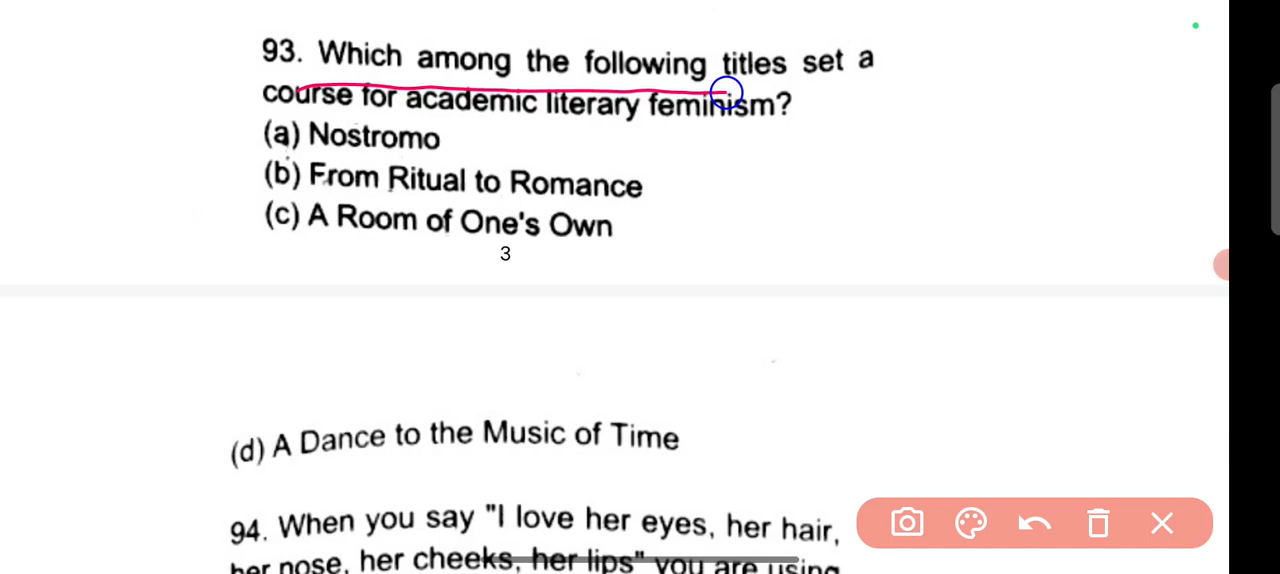 93. Which among the following titles set a
course for academic literary feminism?
(a) Nostromo
(b) From Ritual to Romance
(c) A Room of One's Own
3
(d) A Dance to the Music of Time
94. When you say "I love her eyes, her hair,
her nose, her cheeks, her lips" you are using